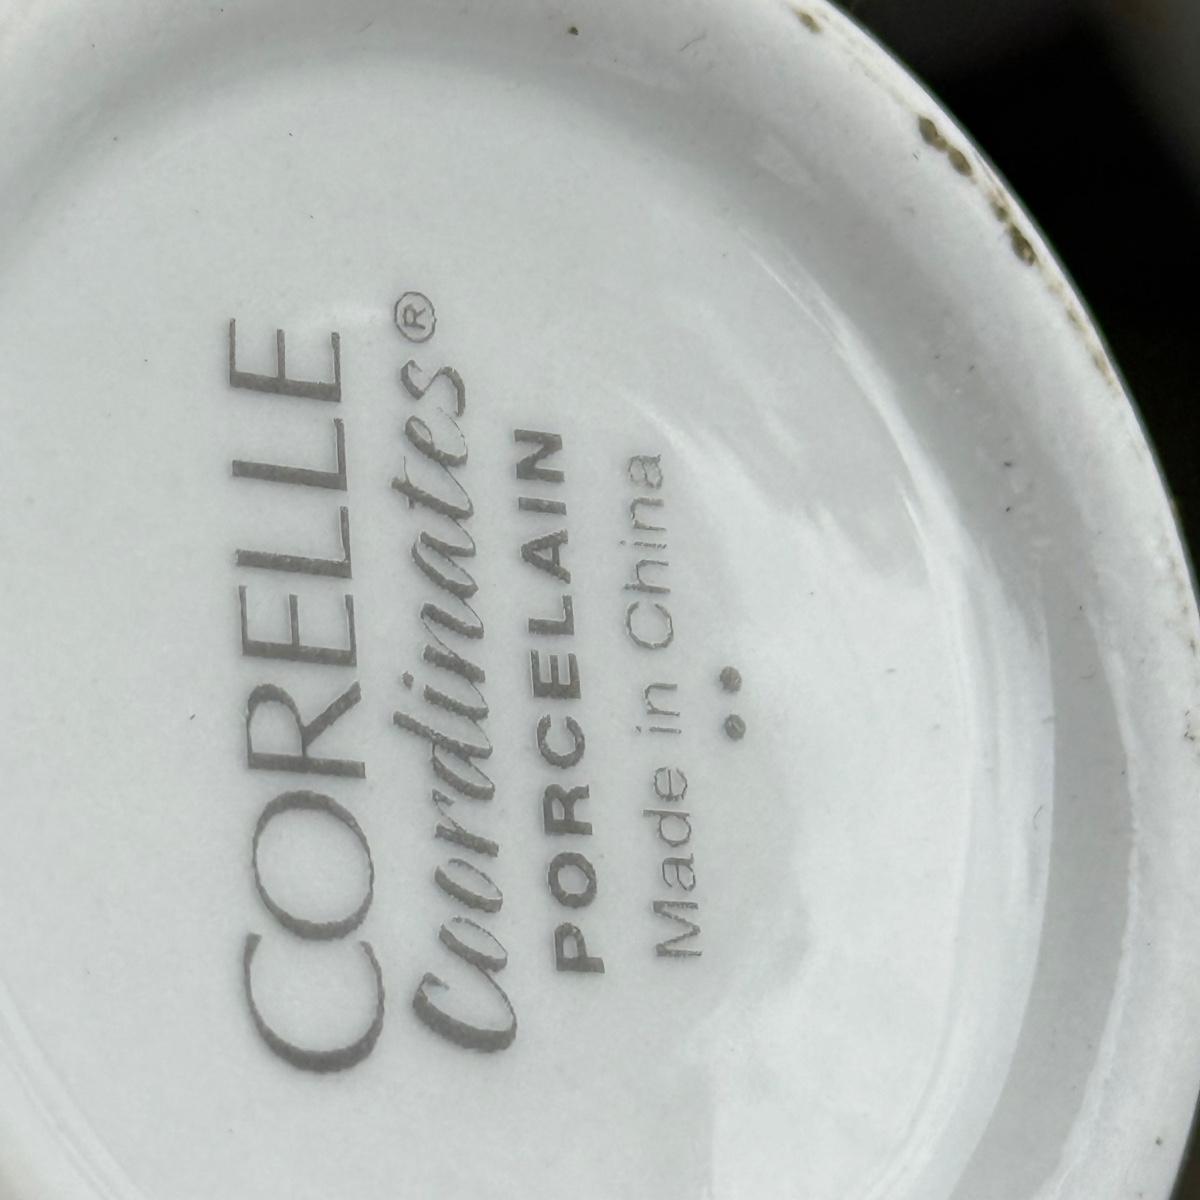 CORELLE
Coordinates®
PORCELAIN
Made in China